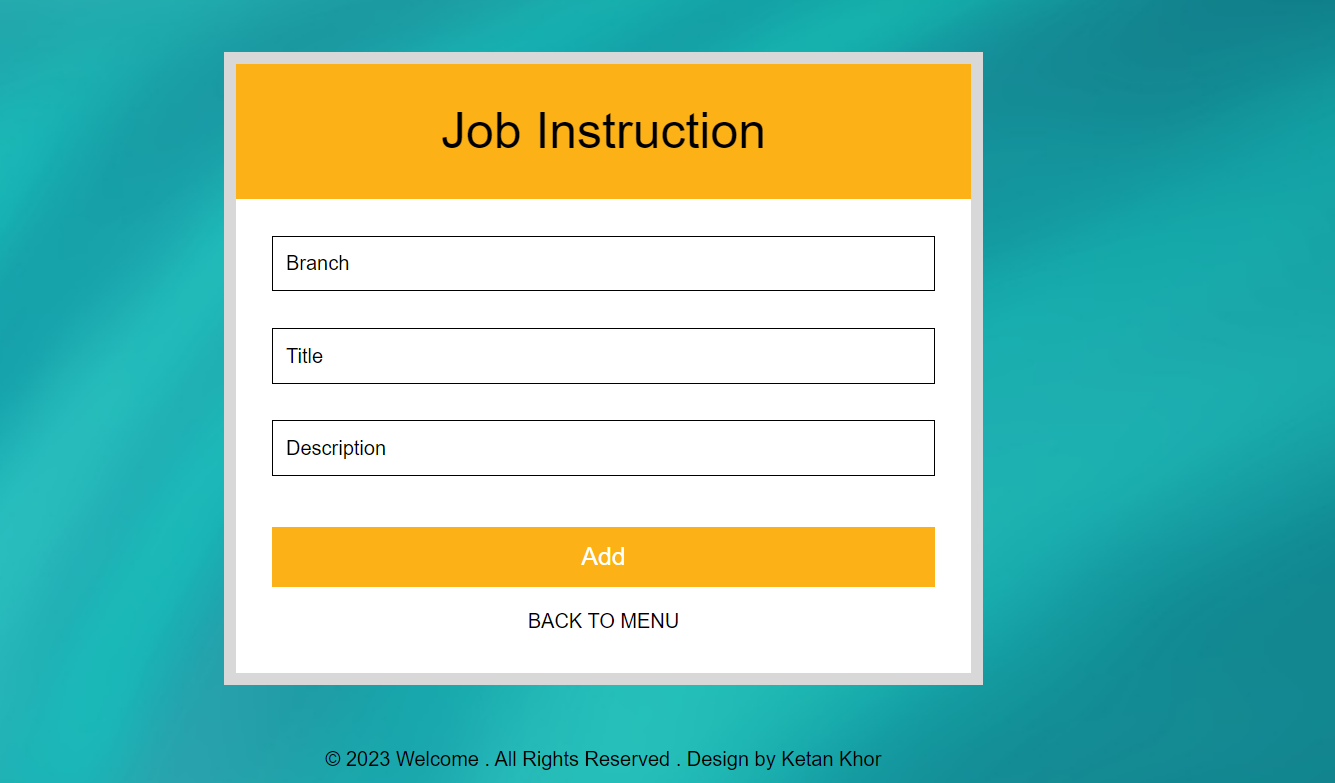 Job Instruction
Branch
Title
Description
Add
BACK TO MENU
© 2023 Welcome . All Rights Reserved . Design by Ketan Khor